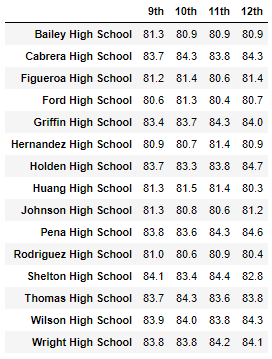 9th 10th 11th 12th
Bailey High School 81.3 80.9 80.9 80.9
Cabrera High School 83.7 84.3 83.8 84.3
Figueroa High School 81.2 81.4 80.6 81.4
Ford High School 80.6 81.3 80.4 80.7
Griffin High School 83.4 83.7 84.3 84.0
Hernandez High School 80.9 80.7 81.4 80.9
Holden High School 83.7 83.3 83.8 84.7
Huang High School 81.3 81.5 81.4 80.3
Johnson High School 81.3 80.8 80.6 81.2
Pena High School 83.8 83.6 84.3 84.6
Rodriguez High School 81.0 80.6 80.9 80.4
Shelton High School 84.1 83.4 84.4 82.8
Thomas High School 83.7 84.3 83.6 83.8
Wilson High School 83.9 84.0 83.8 84.3
Wright High School 83.8 83.8 84.2 84.1